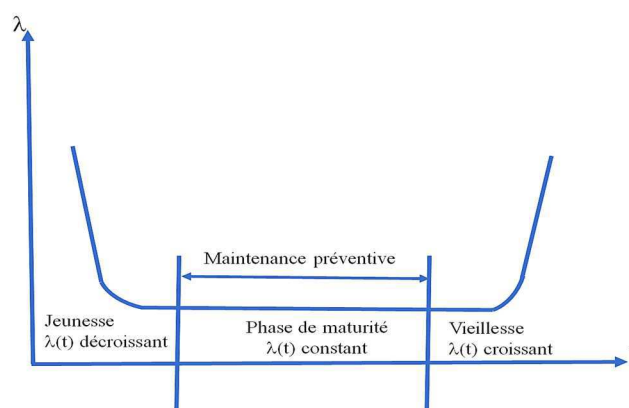 λ
Maintenance préventive
Jeunesse
λ(t) décroissant
Phase de maturité
λ(t) constant
Vieillesse
λ(t) croissant